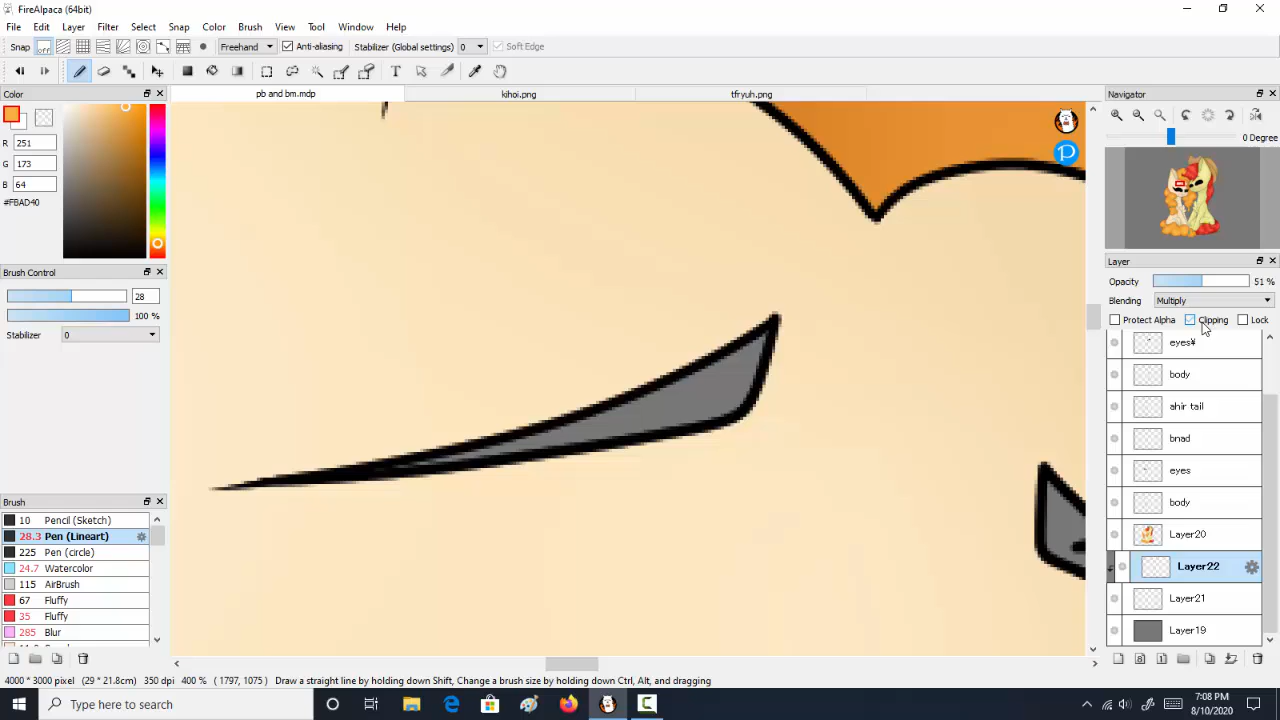 FireAlpaca (64bit)
File Edit Layer Filter Select Snap Color Brush View Tool Window Help
Snap Freehand Anti-aliasing Stabilizer (Global settings) 0 Soft Edge
Color pb and bm.mdp kihoi.png tfryuh.png Navigator
R 251
G 173
B 64
#FBAD40
0 Degree
Brush Control
28
100 %
Stabilizer 0
Layer
Opacity 51 %
Blending Multiply
Protect Alpha Clipping Lock
eyes¥
body
ahir tail
bnad
eyes
body
Layer20
Layer22
Layer21
Layer19
Brush
10 Pencil (Sketch)
28.3 Pen (Lineart)
225 Pen (circle)
24.7 Watercolor
115 AirBrush
67 Fluffy
35 Fluffy
285 Blur
4000 * 3000 pixel (29 * 21.8cm) 350 dpi 400 % (1797, 1075) Draw a straight line by holding down Shift, Change a brush size by holding down Ctrl, Alt, and dragging
Type here to search
7:08 PM
8/10/2020